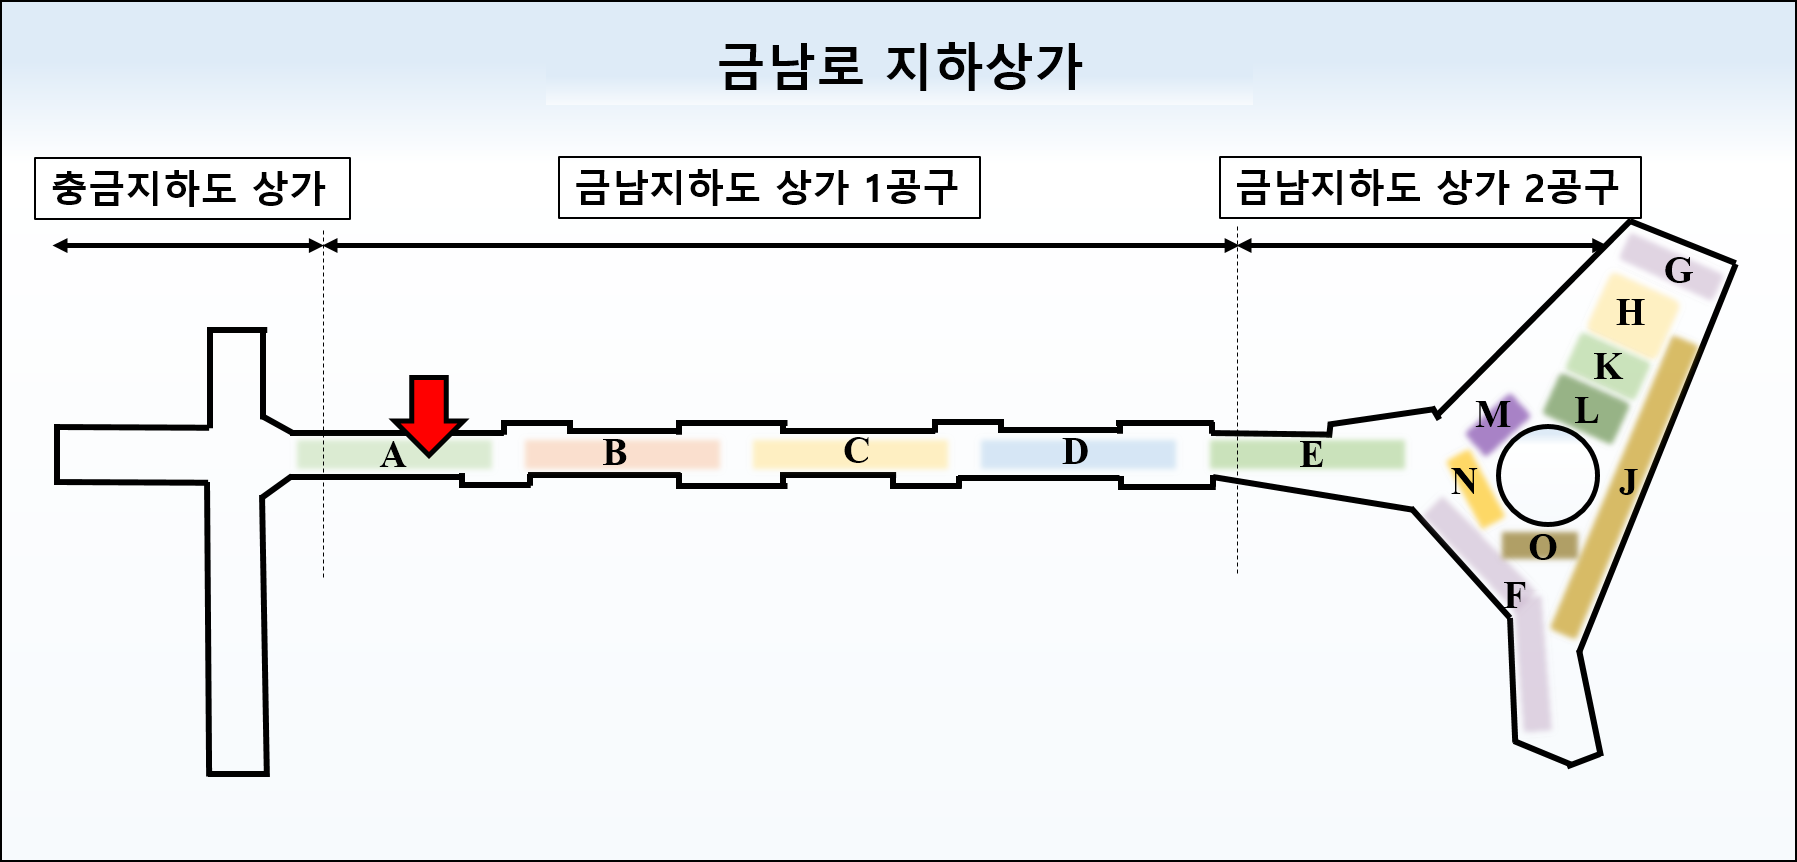 금남로 지하상가
충금지하도 상가
금남지하도 상가 1공구
금남지하도 상가 2공구
G
H
K
L
M
A
B
C
D
E
N
J
O
F